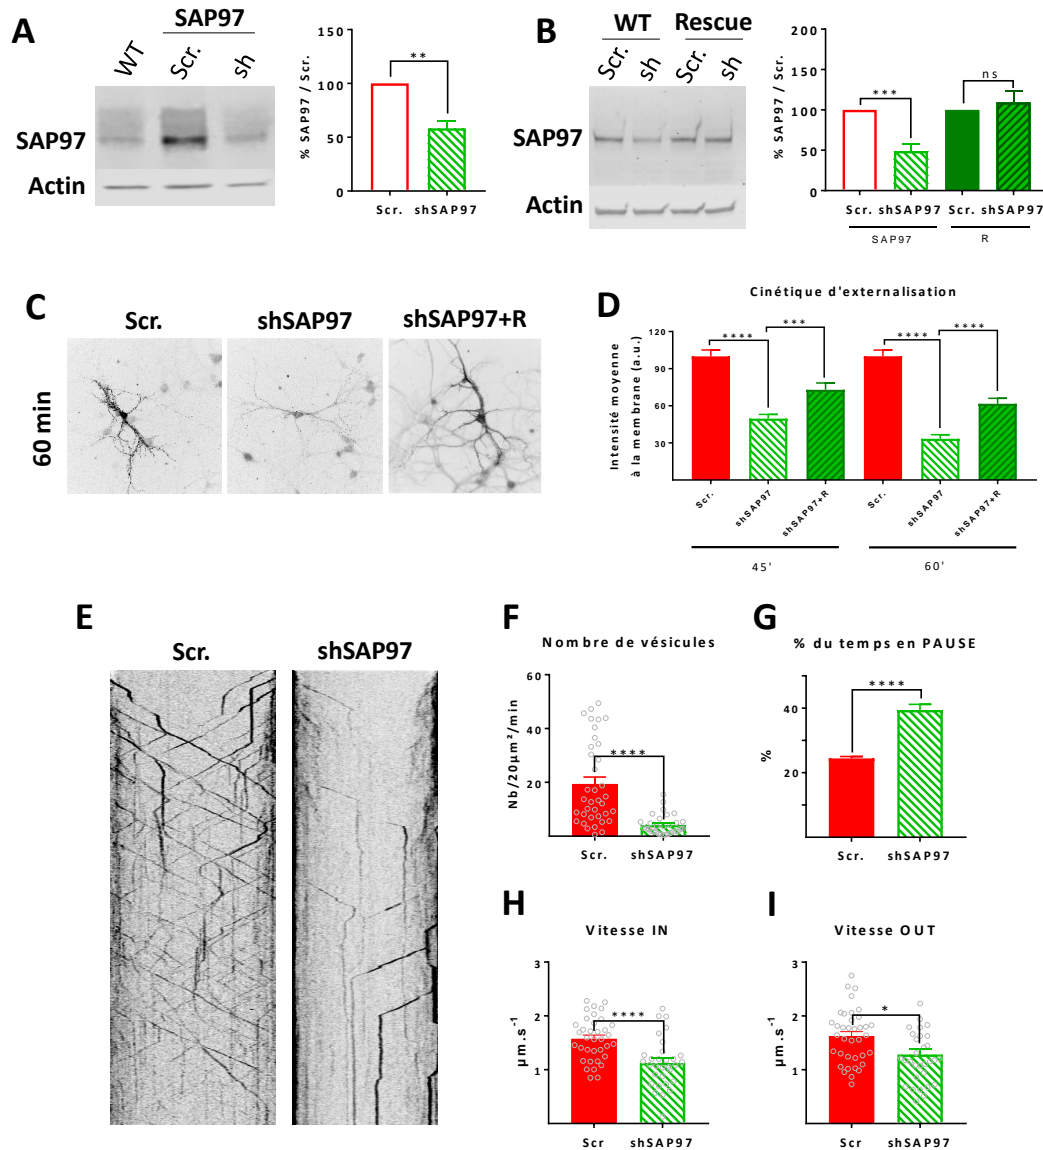 A
SAP97
WT
Scr.
sh
SAP97
Actin
% SAP97 / Scr.
150
100
50
0
**
Scr. shSAP97
B
WT Rescue
Scr.
sh
Scr.
sh
SAP97
Actin
% SAP97 / Scr.
200
150
100
50
0
***
ns
Scr. shSAP97 Scr. shSAP97
SAP97 R
C
Scr. shSAP97 shSAP97+R
60 min
D
Cinétique d'externalisation
Intensité moyenne
à la membrane (a.u.)
120
90
60
30
**** ***
**** ****
Scr.
shSAP97
shSAP97+R
Scr.
shSAP97
shSAP97+R
45' 60'
E
Scr. shSAP97
F
Nombre de vésicules
Nb/20µm²/min
60
40
20
****
Scr. shSAP97
G
% du temps en PAUSE
%
40
20
****
Scr. shSAP97
H
Vitesse IN
µm.s⁻¹
3
2
1
****
Scr shSAP97
I
Vitesse OUT
µm.s⁻¹
3
2
1
*
Scr shSAP97